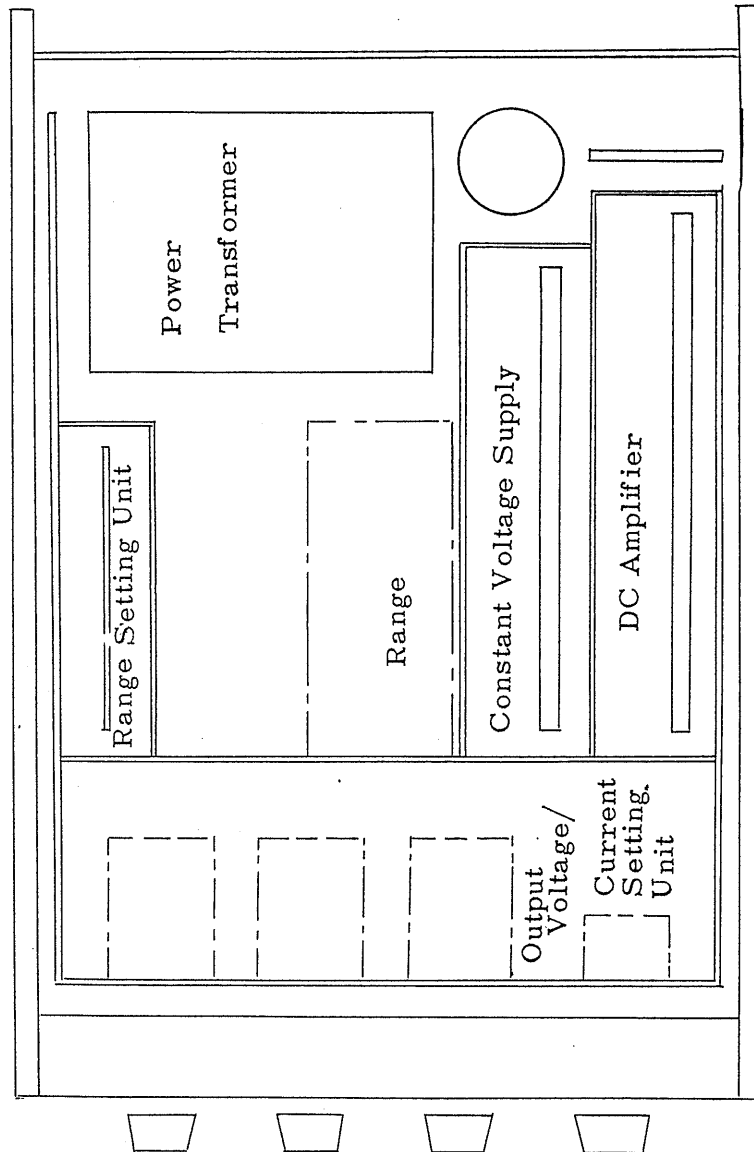 Power
Transformer
Range Setting Unit
Range
Constant Voltage Supply
DC Amplifier
Output
Voltage/
Current
Setting.
Unit